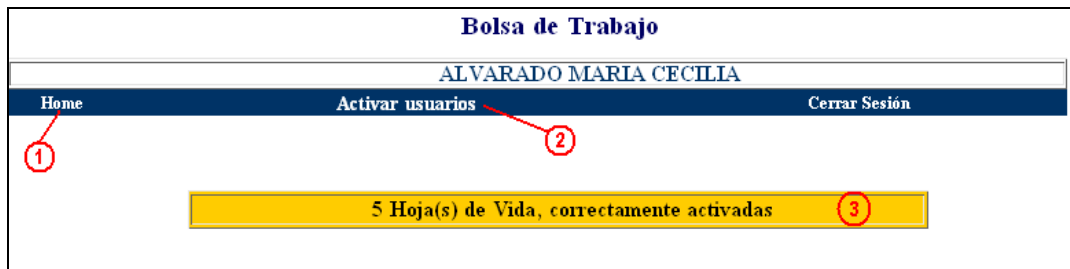 Bolsa de Trabajo
ALVARADO MARIA CECILIA
Home Activar usuarios Cerrar Sesión
1 2
5 Hoja(s) de Vida, correctamente activadas 3